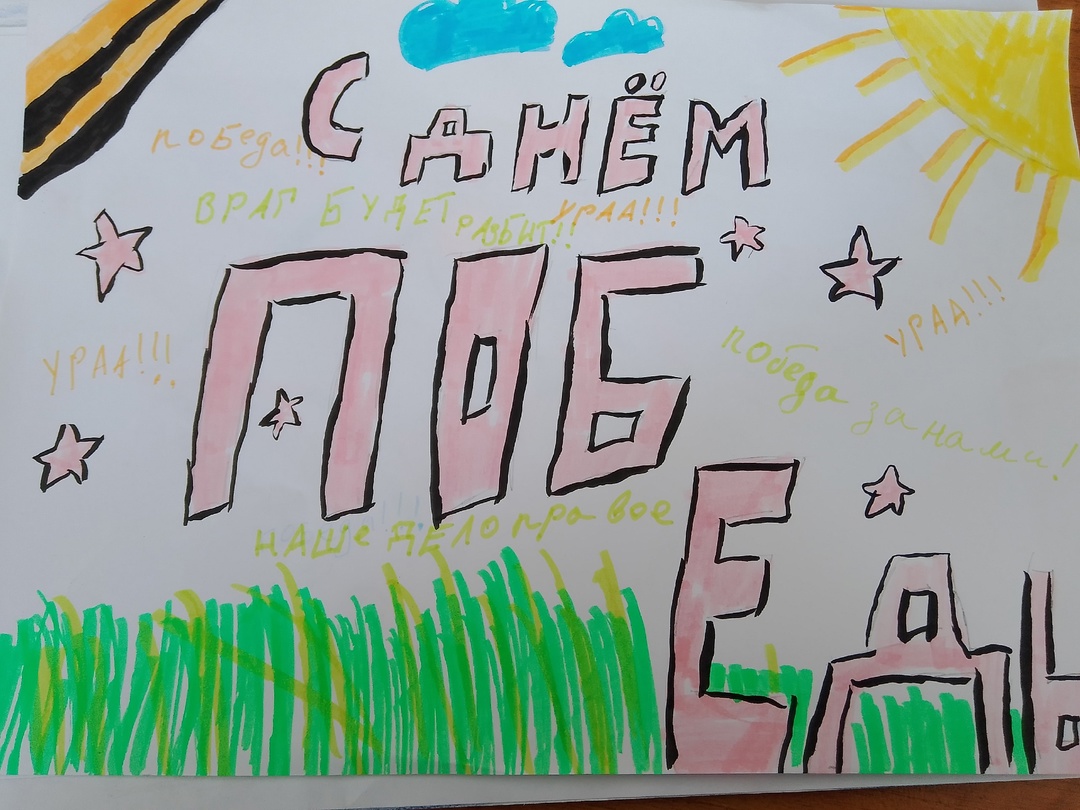 С ДНЁМ
победа!!!
ВРАГ БУДЕТ РАЗБИТ!!
УРАА!!!
ПОБ
УРАА!!!
УРАА!!!
победа за нами!
НАШе ДЕЛО правое
ЕДЫ